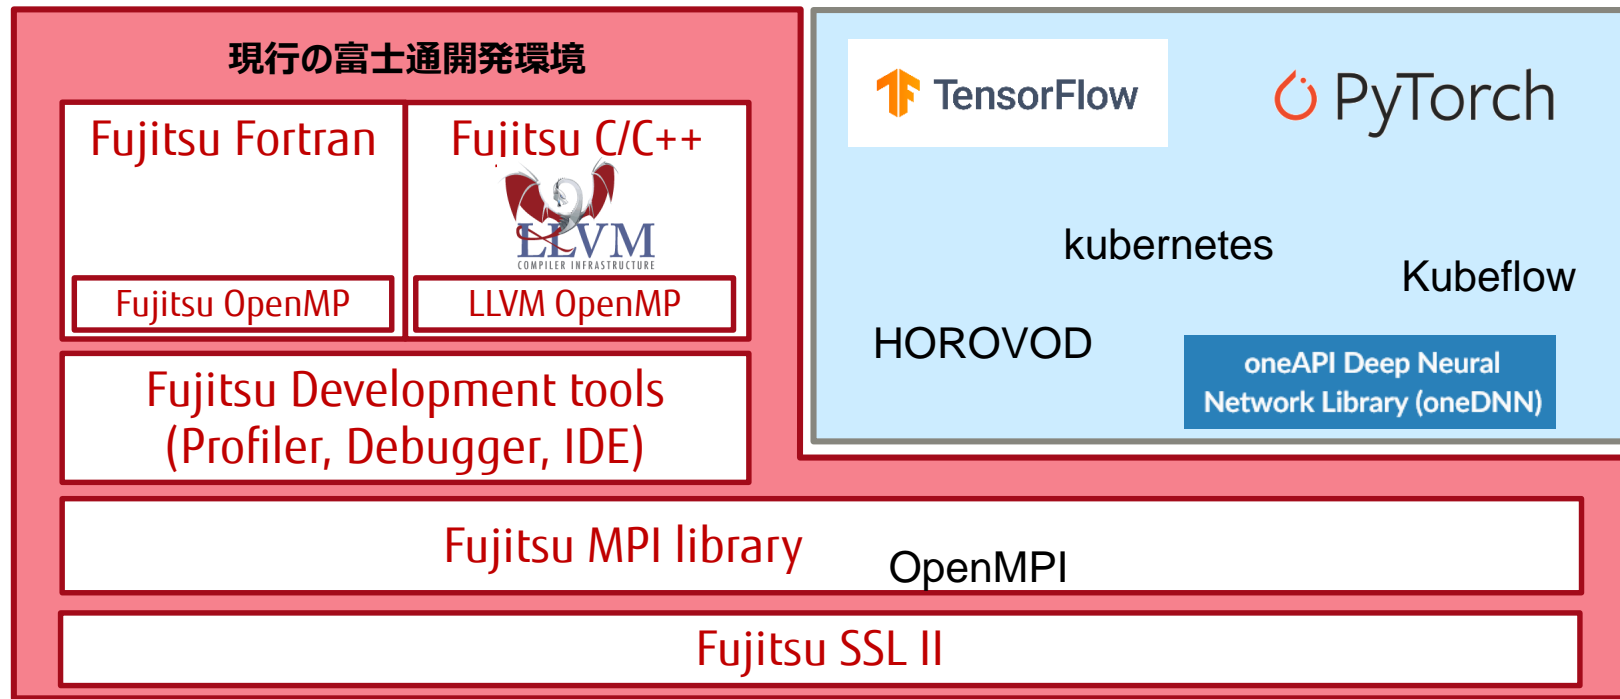 現行の富士通開発環境
Fujitsu Fortran
Fujitsu C/C++
LLVM
COMPILER INFRASTRUCTURE
Fujitsu OpenMP
LLVM OpenMP
Fujitsu Development tools
(Profiler, Debugger, IDE)
Fujitsu MPI library
OpenMPI
Fujitsu SSL II
TensorFlow
PyTorch
kubernetes
Kubeflow
HOROVOD
oneAPI Deep Neural
Network Library (oneDNN)